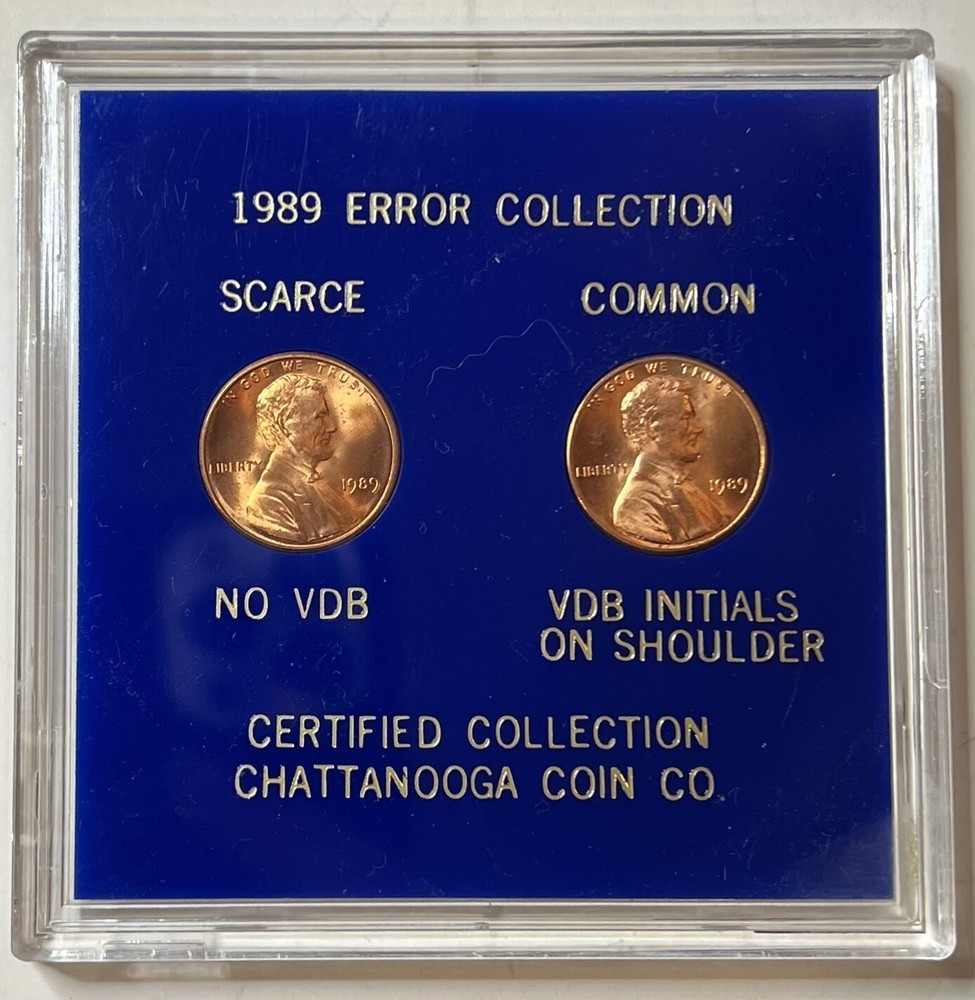 1989 ERROR COLLECTION
SCARCE COMMON
IN GOD WE TRUST
LIBERTY
1989
IN GOD WE TRUST
LIBERTY
1989
NO VDB
VDB INITIALS
ON SHOULDER
CERTIFIED COLLECTION
CHATTANOOGA COIN CO.